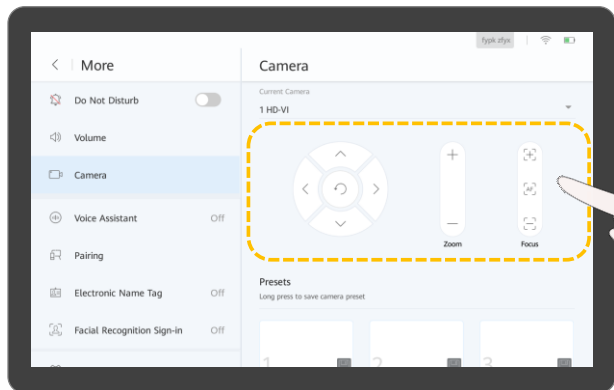 fypk zfyx
More
Do Not Disturb
Volume
Camera
Voice Assistant Off
Pairing
Electronic Name Tag Off
Facial Recognition Sign-in Off
Camera
Current Camera
1 HD-VI
AF
Zoom
Focus
Presets
Long press to save camera preset
1 2 3